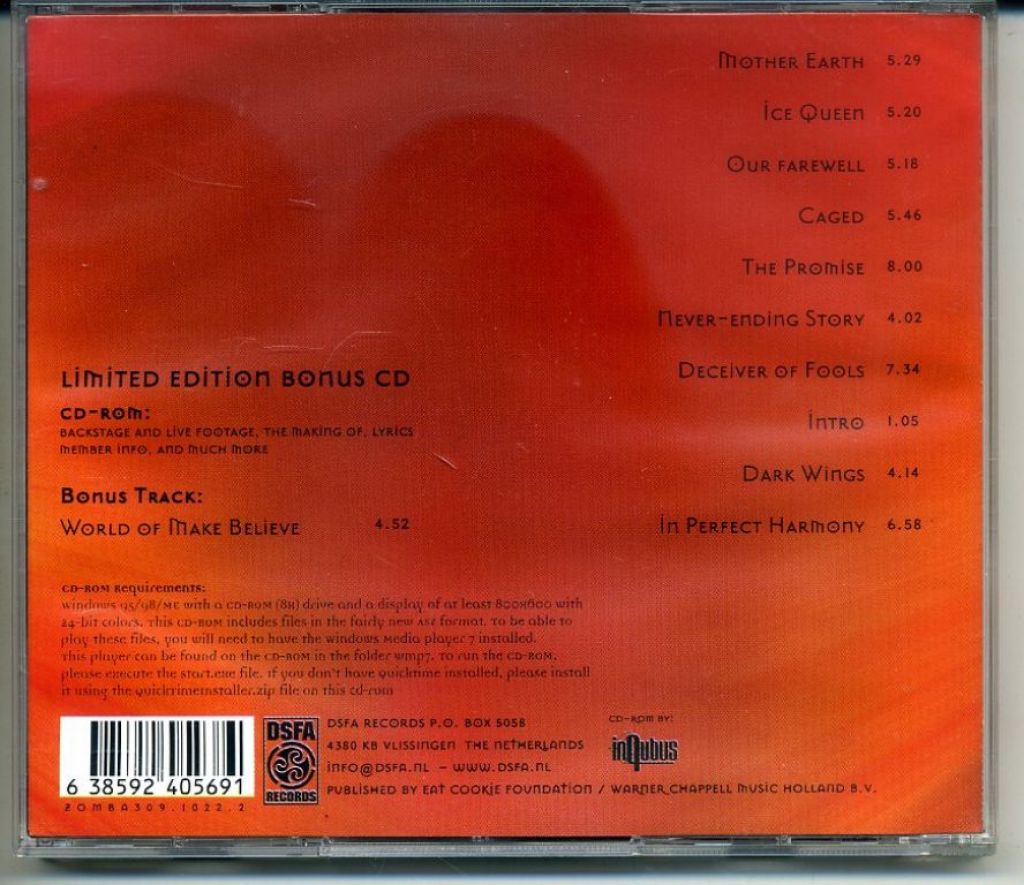 Mother Earth 5.29
Ice Queen 5.20
Our farewell 5.18
Caged 5.46
The Promise 8.00
Never-ending Story 4.02
Deceiver of Fools 7.34
Intro 1.05
Dark Wings 4.14
In Perfect Harmony 6.58
Limited edition bonus CD
CD-ROM:
Backstage and live footage, the making of, lyrics
member info, and much more
Bonus Track:
World of Make Believe 4.52
CD-ROM Requirements:
Windows 95/98/ME with a CD-ROM (8x) drive and a display of at least 800x600 with
24-bit colors. This CD-ROM includes files in the fairly new ASF format. To be able to
play these files, you will need to have the Windows Media player 7 installed.
This player can be found on the CD-ROM in the folder wmp7. To run the CD-ROM,
please execute the start.exe file. If you don't have quicktime installed, please install
it using the quicktimeinstaller.zip file on this cd-rom
6 38592 40569 1
ZOMBA309.1022.2
DSFA
RECORDS
DSFA Records P.O. Box 5058
4380 KB Vlissingen The Netherlands
info@dsfa.nl - www.dsfa.nl
Published by Eat Cookie Foundation / Warner Chappell Music Holland B.V.
CD-ROM by:
inQubus